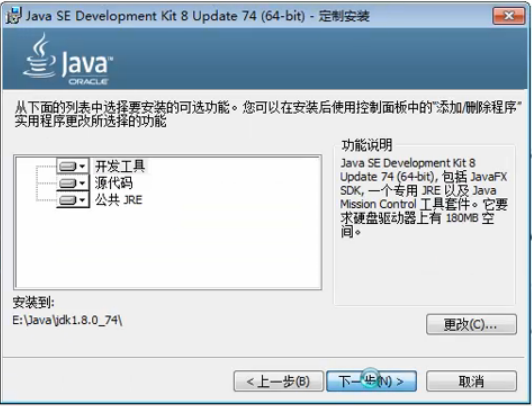 Java SE Development Kit 8 Update 74 (64-bit) - 定制安装
Java
ORACLE
从下面的列表中选择要安装的可选功能。您可以在安装后使用控制面板中的“添加/删除程序”
实用程序更改所选择的功能
开发工具
源代码
公共 JRE
功能说明
Java SE Development Kit 8
Update 74 (64-bit), 包括 JavaFX
SDK, 一个专用 JRE 以及 Java
Mission Control 工具套件。它要
求硬盘驱动器上有 180MB 空
间。
安装到:
E:\Java\jdk1.8.0_74\
更改(C)...
<上一步(B)
下一步(N) >
取消